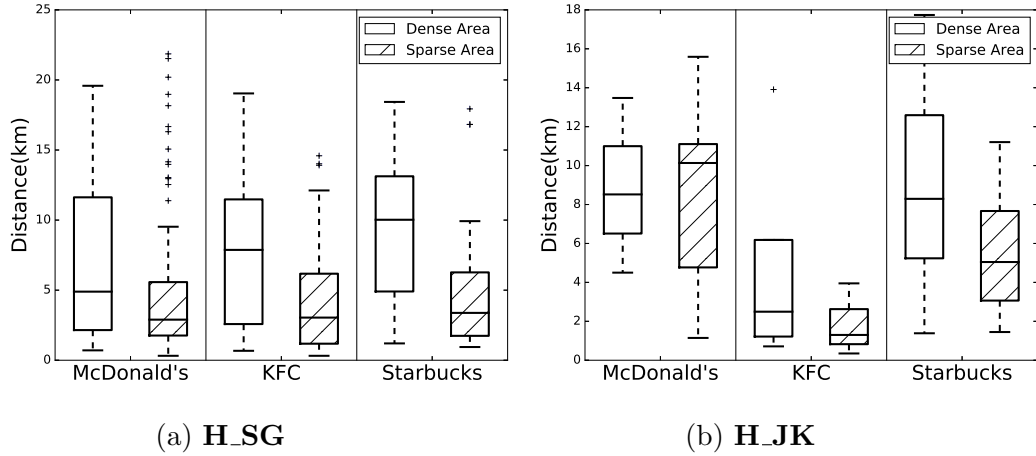 25
20
15
10
5
0
Distance(km)
Dense Area
Sparse Area
McDonald's KFC Starbucks
(a) H_SG
18
16
14
12
10
8
6
4
2
0
Distance(km)
Dense Area
Sparse Area
McDonald's KFC Starbucks
(b) H_JK